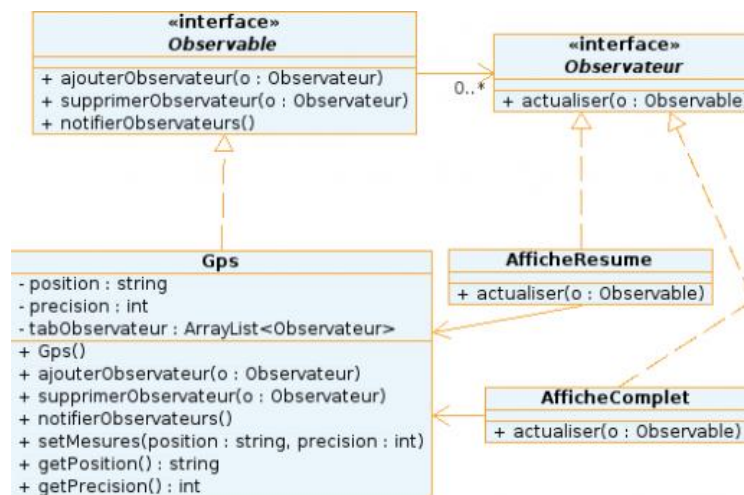 «interface»
Observable
+ ajouterObservateur(o : Observateur)
+ supprimerObservateur(o : Observateur)
+ notifierObservateurs()
0..*
«interface»
Observateur
+ actualiser(o : Observable
Gps
- position : string
- precision : int
- tabObservateur : ArrayList<Observateur>
+ Gps()
+ ajouterObservateur(o : Observateur)
+ supprimerObservateur(o : Observateur)
+ notifierObservateurs()
+ setMesures(position : string, precision : int)
+ getPosition() : string
+ getPrecision() : int
AfficheResume
+ actualiser(o : Observable)
AfficheComplet
+ actualiser(o : Observable)